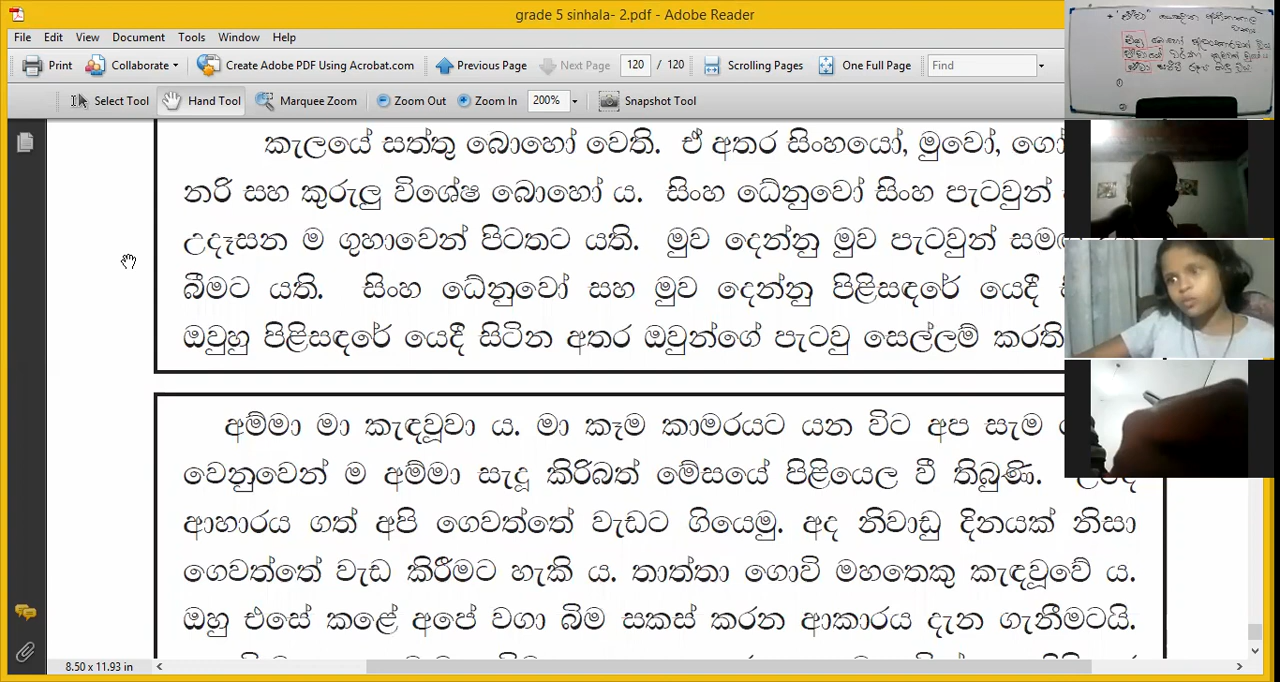 grade 5 sinhala- 2.pdf - Adobe Reader
File Edit View Document Tools Window Help
Print Collaborate Create Adobe PDF Using Acrobat.com Previous Page Next Page 120 / 120 Scrolling Pages One Full Page Find
Select Tool Hand Tool Marquee Zoom Zoom Out Zoom In 200% Snapshot Tool
කැලයේ සත්තු බොහෝ වෙති. ඒ අතර සිංහයෝ, මුවෝ,
නරි සහ කුරුලු විශේෂ බොහෝ ය. සිංහ ධේනුවෝ සිංහ පැටවුන්
උදෑසන ම ගුහාවෙන් පිටතට යති. මුව දෙන්නු මුව පැටවුන්
බීමට යති. සිංහ ධේනුවෝ සහ මුව දෙන්නු පිළිසඳරේ යෙදී
ඔවුහු පිළිසඳරේ යෙදී සිටින අතර ඔවුන්ගේ පැටවු සෙල්ලම්
අම්මා මා කැඳවූවා ය. මා කෑම කාමරයට යන විට අප සැම
වෙනුවෙන් ම අම්මා සැදූ කිරිබත් මේසයේ පිළියෙල වී තිබුණි.
ආහාරය ගත් අපි ගෙවත්තේ වැඩට ගියෙමු. අද නිවාඩු දිනයක් නිසා
ගෙවත්තේ වැඩ කිරීමට හැකි ය. තාත්තා ගොවි මහතෙකු කැඳවූවේ ය.
ඔහු එසේ කළේ අපේ වගා බිම සකස් කරන ආකාරය දැන ගැනීමටයි.
8.50 x 11.93 in